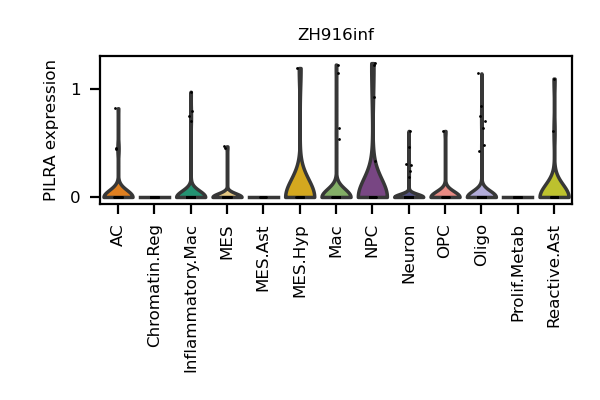 ZH916inf
PILRA expression
1
0
AC
Chromatin.Reg
Inflammatory.Mac
MES
MES.Ast
MES.Hyp
Mac
NPC
Neuron
OPC
Oligo
Prolif.Metab
Reactive.Ast